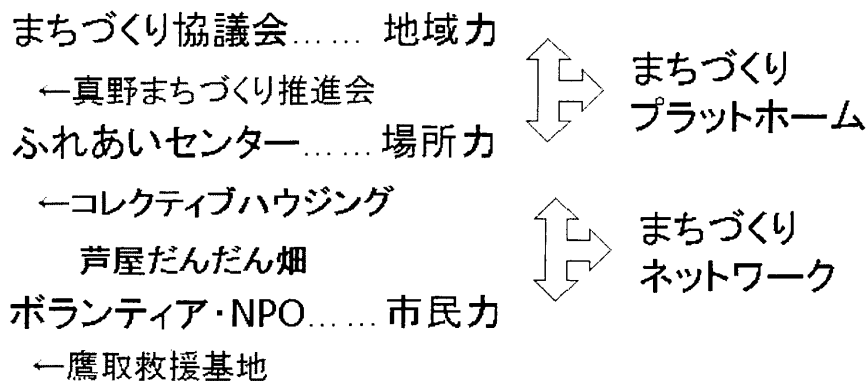 まちづくり協議会…… 地域力
←真野まちづくり推進会
ふれあいセンター…… 場所力
←コレクティブハウジング
芦屋だんだん畑
ボランティア・NPO…… 市民力
←鷹取救援基地
まちづくり
プラットホーム
まちづくり
ネットワーク